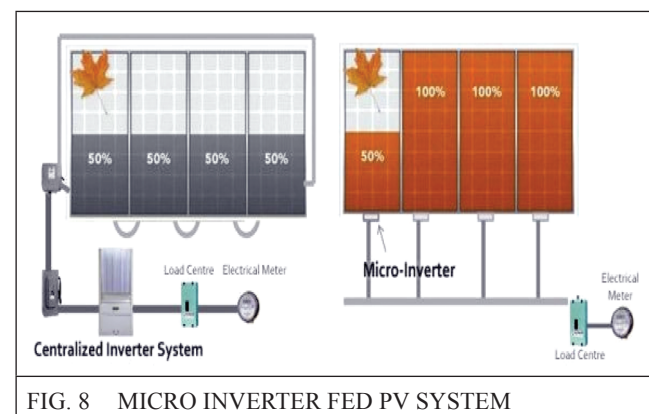 50% 50% 50% 50%
Load Centre Electrical Meter
Centralized Inverter System
100% 100% 100%
50%
Micro-Inverter
Electrical
Meter
Load Centre
FIG. 8 MICRO INVERTER FED PV SYSTEM